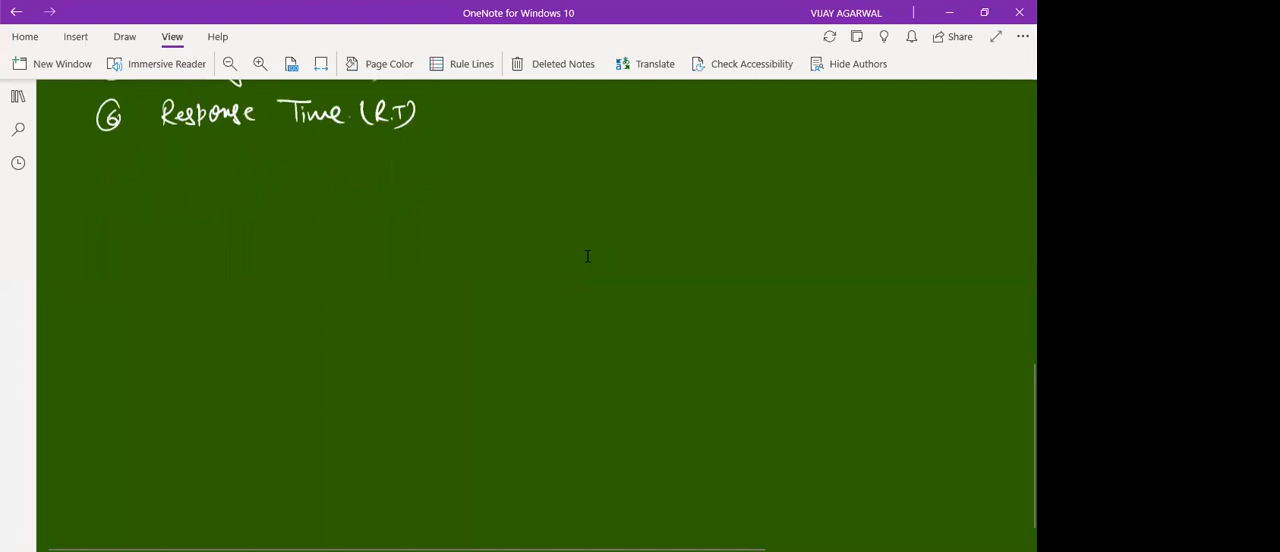 OneNote for Windows 10
VIJAY AGARWAL
Home Insert Draw View Help
Share
New Window Immersive Reader Page Color Rule Lines Deleted Notes Translate Check Accessibility Hide Authors
6 Response Time (R.T)